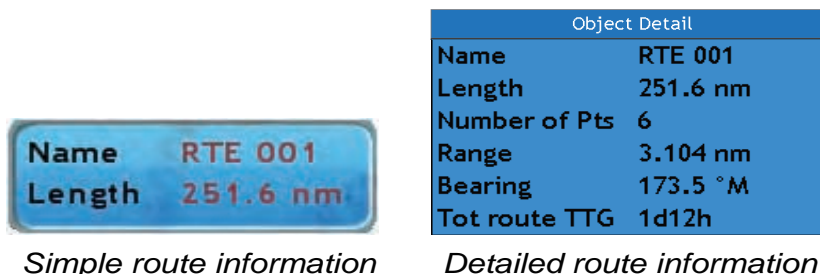 Name RTE 001
Length 251.6 nm
Simple route information
Object Detail
Name RTE 001
Length 251.6 nm
Number of Pts 6
Range 3.104 nm
Bearing 173.5 °M
Tot route TTG 1d12h
Detailed route information